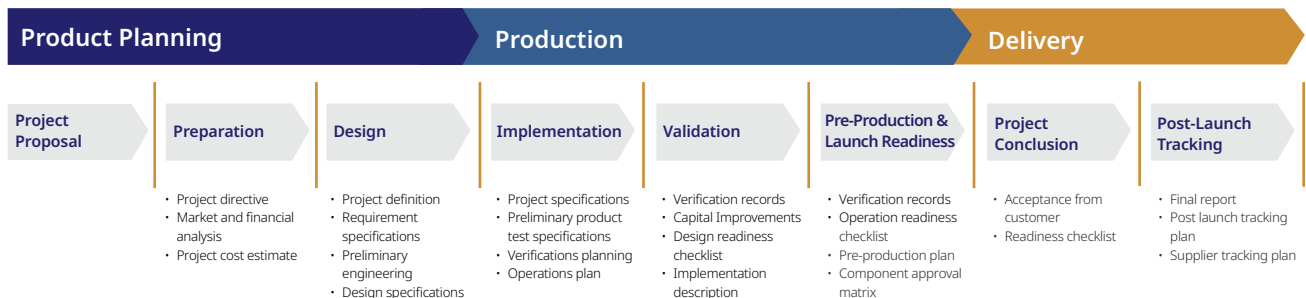 Product Planning
Production
Delivery
Project
Proposal
Preparation
Design
Implementation
Validation
Pre-Production &
Launch Readiness
Project
Conclusion
Post-Launch
Tracking
• Project directive
• Market and financial
analysis
• Project cost estimate
• Project definition
• Requirement
specifications
• Preliminary
engineering
• Design specifications
• Project specifications
• Preliminary product
test specifications
• Verifications planning
• Operations plan
• Verification records
• Capital Improvements
• Design readiness
checklist
• Implementation
description
• Verification records
• Operation readiness
checklist
• Pre-production plan
• Component approval
matrix
• Acceptance from
customer
• Readiness checklist
• Final report
• Post launch tracking
plan
• Supplier tracking plan